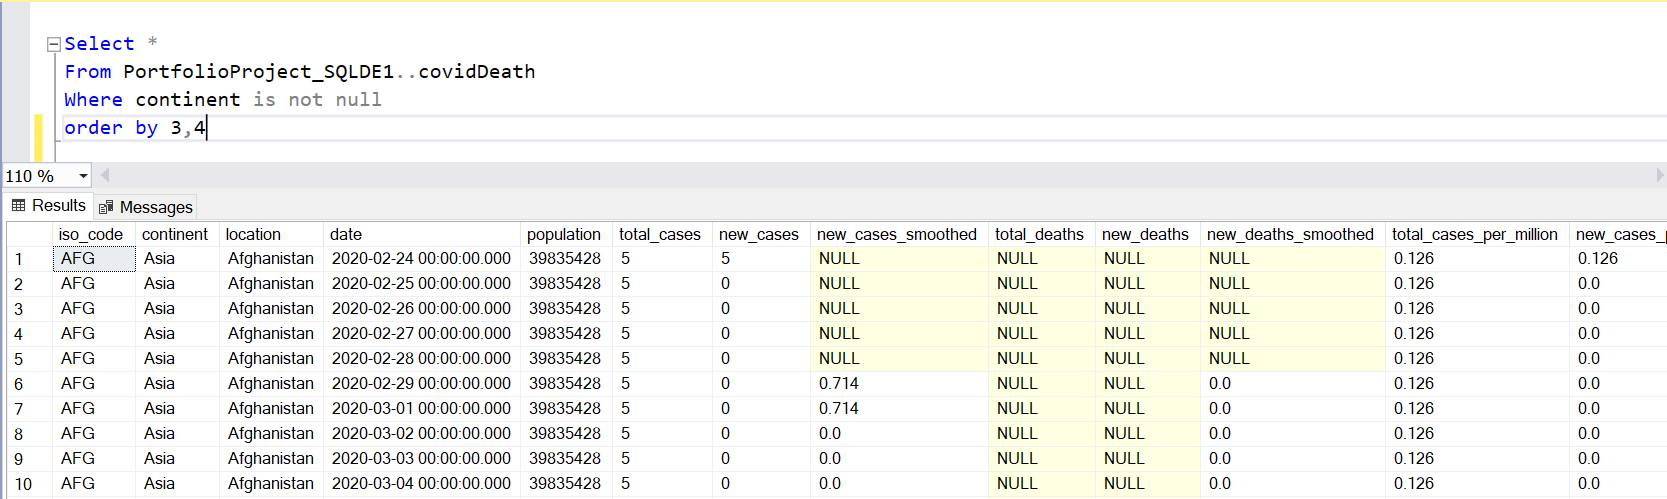 Select *
From PortfolioProject_SQLDE1..covidDeath
Where continent is not null
order by 3,4
110 %
Results Messages
iso_code continent location date population total_cases new_cases new_cases_smoothed total_deaths new_deaths new_deaths_smoothed total_cases_per_million new_cases_p
1 AFG Asia Afghanistan 2020-02-24 00:00:00.000 39835428 5 5 NULL NULL NULL NULL 0.126 0.126
2 AFG Asia Afghanistan 2020-02-25 00:00:00.000 39835428 5 0 NULL NULL NULL NULL 0.126 0.0
3 AFG Asia Afghanistan 2020-02-26 00:00:00.000 39835428 5 0 NULL NULL NULL NULL 0.126 0.0
4 AFG Asia Afghanistan 2020-02-27 00:00:00.000 39835428 5 0 NULL NULL NULL NULL 0.126 0.0
5 AFG Asia Afghanistan 2020-02-28 00:00:00.000 39835428 5 0 NULL NULL NULL NULL 0.126 0.0
6 AFG Asia Afghanistan 2020-02-29 00:00:00.000 39835428 5 0 0.714 NULL NULL 0.0 0.126 0.0
7 AFG Asia Afghanistan 2020-03-01 00:00:00.000 39835428 5 0 0.714 NULL NULL 0.0 0.126 0.0
8 AFG Asia Afghanistan 2020-03-02 00:00:00.000 39835428 5 0 0.0 NULL NULL 0.0 0.126 0.0
9 AFG Asia Afghanistan 2020-03-03 00:00:00.000 39835428 5 0 0.0 NULL NULL 0.0 0.126 0.0
10 AFG Asia Afghanistan 2020-03-04 00:00:00.000 39835428 5 0 0.0 NULL NULL 0.0 0.126 0.0